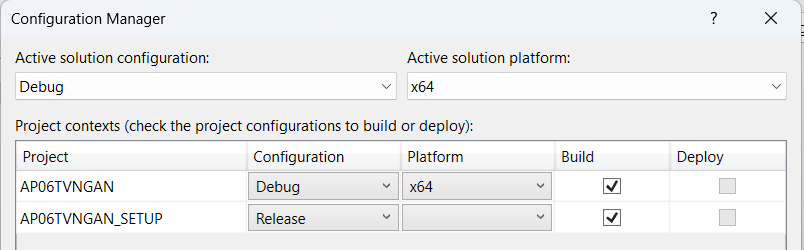 Configuration Manager ?
Active solution configuration: Active solution platform:
Debug x64
Project contexts (check the project configurations to build or deploy):
Project Configuration Platform Build Deploy
AP06TVNGAN Debug x64
AP06TVNGAN_SETUP Release